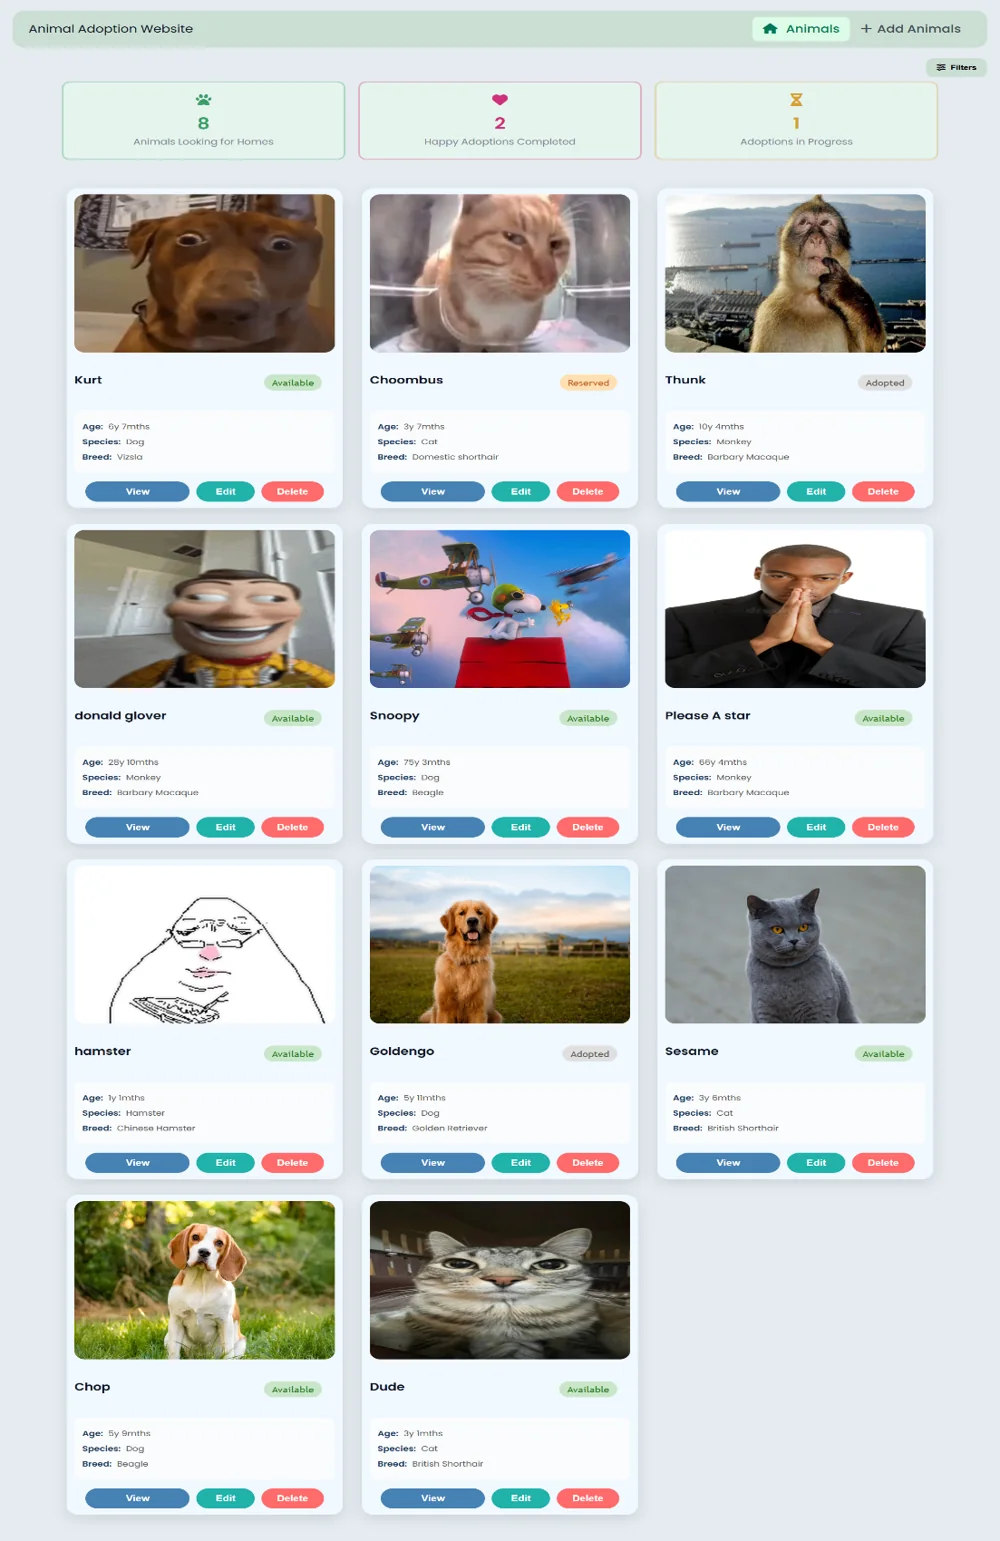 Animal Adoption Website
Animals
Add Animals
Filters
8
Animals Looking for Homes
2
Happy Adoptions Completed
1
Adoptions in Progress
Kurt
Available
Age: 6y 7mths
Species: Dog
Breed: Vizsla
View Edit Delete
Choombus
Reserved
Age: 3y 7mths
Species: Cat
Breed: Domestic shorthair
View Edit Delete
Thunk
Adopted
Age: 10y 4mths
Species: Monkey
Breed: Barbary Macaque
View Edit Delete
donald glover
Available
Age: 28y 10mths
Species: Monkey
Breed: Barbary Macaque
View Edit Delete
Snoopy
Available
Age: 75y 3mths
Species: Dog
Breed: Beagle
View Edit Delete
Please A star
Available
Age: 66y 4mths
Species: Monkey
Breed: Barbary Macaque
View Edit Delete
hamster
Available
Age: 1y 1mths
Species: Hamster
Breed: Chinese Hamster
View Edit Delete
Goldengo
Adopted
Age: 5y 11mths
Species: Dog
Breed: Golden Retriever
View Edit Delete
Sesame
Available
Age: 3y 6mths
Species: Cat
Breed: British Shorthair
View Edit Delete
Chop
Available
Age: 5y 9mths
Species: Dog
Breed: Beagle
View Edit Delete
Dude
Available
Age: 3y 1mths
Species: Cat
Breed: British Shorthair
View Edit Delete